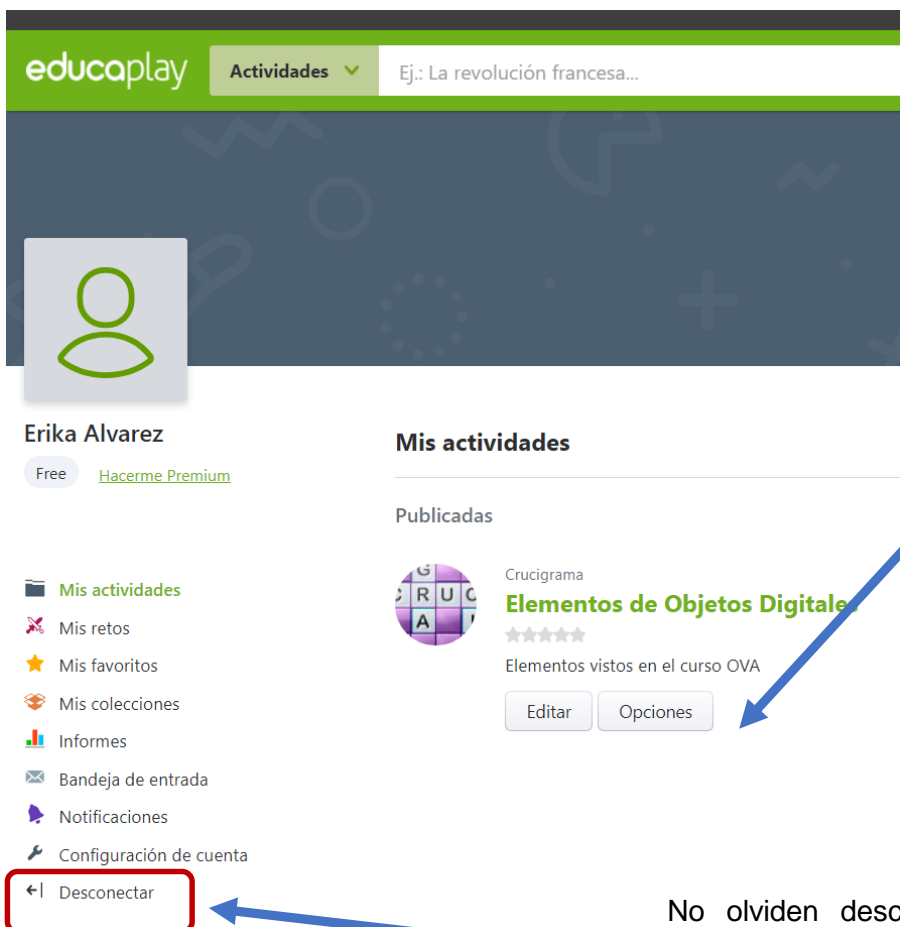 educaplay Actividades Ej.: La revolución francesa...
Erika Alvarez
Free Hacerme Premium
Mis actividades
Mis retos
Mis favoritos
Mis colecciones
Informes
Bandeja de entrada
Notificaciones
Configuración de cuenta
Desconectar
Mis actividades
Publicadas
Crucigrama
Elementos de Objetos Digitales
Elementos vistos en el curso OVA
Editar Opciones
No olviden